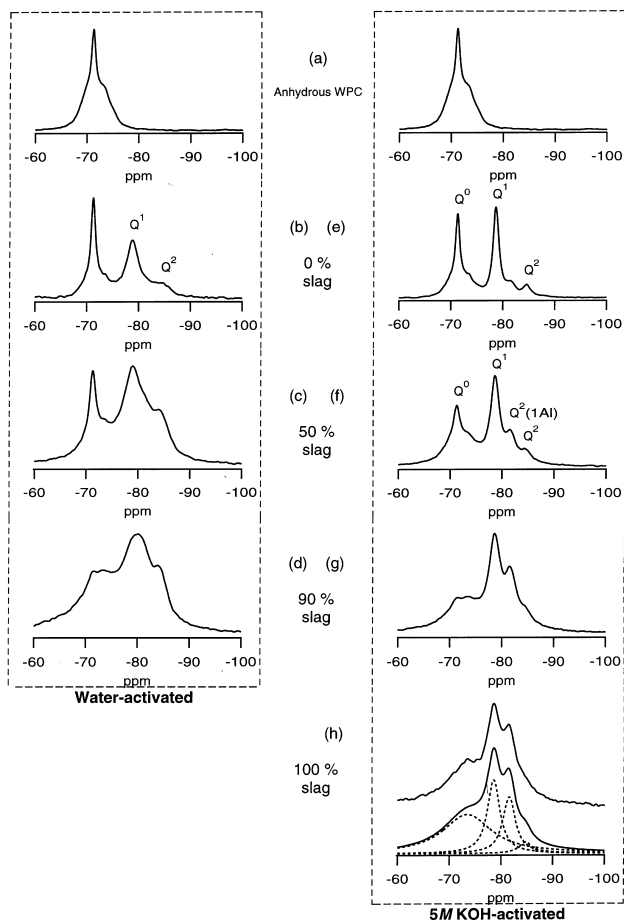 (a)
Anhydrous WPC
-60 -70 -80 -90 -100
ppm
-60 -70 -80 -90 -100
ppm
(b) (e)
0 %
slag
Q1
Q2
-60 -70 -80 -90 -100
ppm
Q0
Q1
Q2
-60 -70 -80 -90 -100
ppm
(c) (f)
50 %
slag
-60 -70 -80 -90 -100
ppm
Q0
Q1
Q2(1Al)
Q2
-60 -70 -80 -90 -100
ppm
(d) (g)
90 %
slag
-60 -70 -80 -90 -100
ppm
Water-activated
-60 -70 -80 -90 -100
ppm
(h)
100 %
slag
-60 -70 -80 -90 -100
ppm
5M KOH-activated